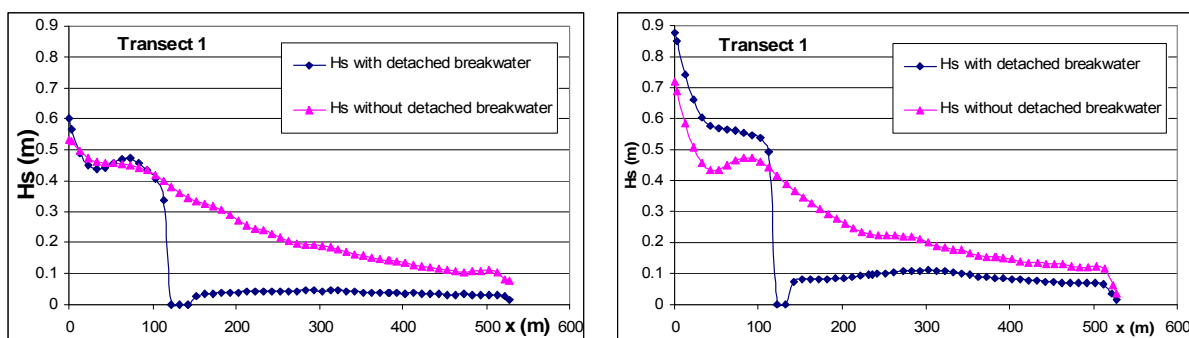 Transect 1
Hs with detached breakwater
Hs without detached breakwater
Hs (m)
0.9
0.8
0.7
0.6
0.5
0.4
0.3
0.2
0.1
0
0 100 200 300 400 500 600
x (m)
Transect 1
Hs with detached breakwater
Hs without detached breakwater
Hs (m)
0.9
0.8
0.7
0.6
0.5
0.4
0.3
0.2
0.1
0
0 100 200 300 400 500 600
x (m)